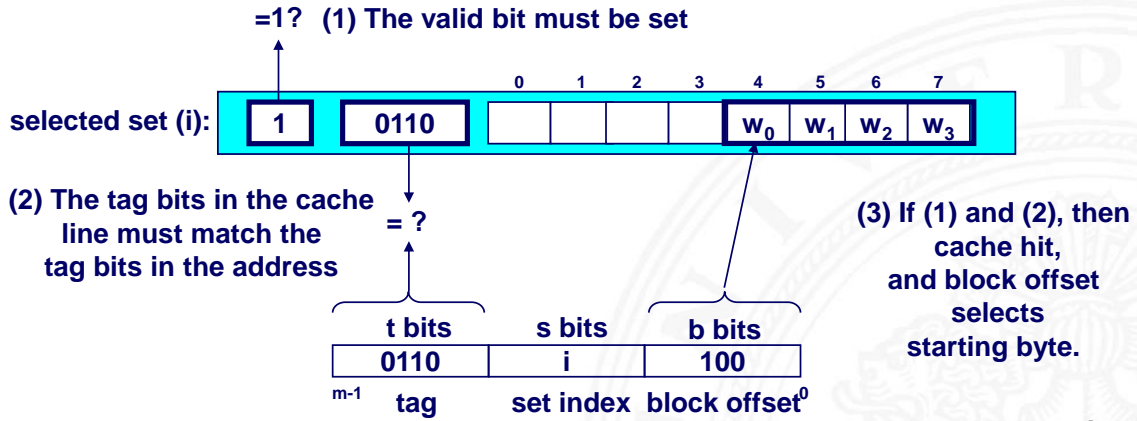 =1? (1) The valid bit must be set
0 1 2 3 4 5 6 7
selected set (i): 1 0110 w0 w1 w2 w3
(2) The tag bits in the cache
line must match the
tag bits in the address
= ?
(3) If (1) and (2), then
cache hit,
and block offset
selects
starting byte.
t bits s bits b bits
0110 i 100
m-1 tag set index block offset 0